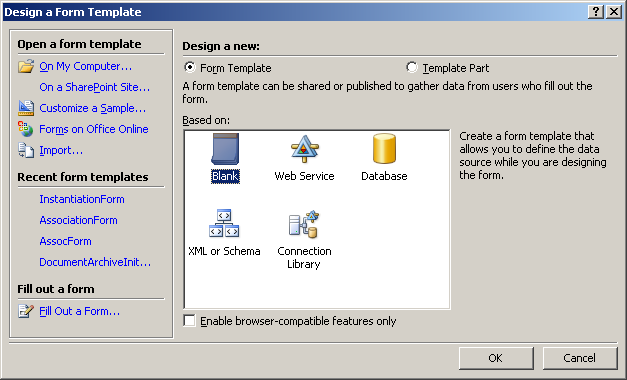 Design a Form Template
Open a form template
On My Computer...
On a SharePoint Site...
Customize a Sample...
Forms on Office Online
Import...
Recent form templates
InstantiationForm
AssociationForm
AssocForm
DocumentArchiveInit...
Fill out a form
Fill Out a Form...
Design a new:
Form Template
Template Part
A form template can be shared or published to gather data from users who fill out the
form.
Based on:
Blank
Web Service
Database
XML or Schema
Connection
Library
Create a form template that
allows you to define the data
source while you are designing
the form.
Enable browser-compatible features only
OK
Cancel